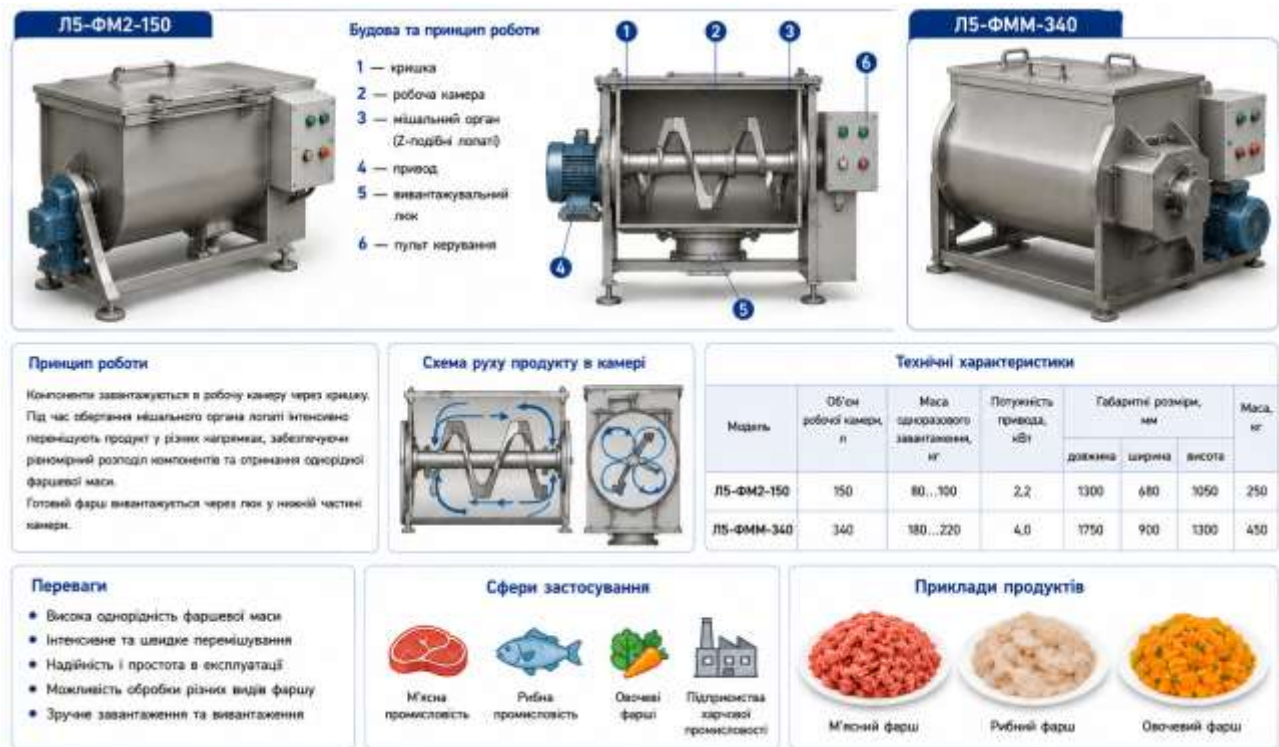 Л5-ФМ2-150
Будова та принцип роботи
1 — кришка
2 — робоча камера
3 — мішальний орган
(Z-подібні лопаті)
4 — привод
5 — вивантажувальний
люк
6 — пульт керування
1
2
3
6
4
5
Л5-ФММ-340
Принцип роботи
Компоненти завантажуються в робочу камеру через кришку.
Під час обертання мішального органа лопаті інтенсивно
перемішують продукт у різних напрямках, забезпечуючи
рівномірний розподіл компонентів та отримання однорідної
фаршевої маси.
Готовий фарш вивантажується через люк у нижній частині
камери.
Схема руху продукту в камері
Технічні характеристики
Модель
Об'єм
робочої камери,
л
Маса
одноразового
завантаження,
кг
Потужність
привода,
кВт
Габаритні розміри,
мм
довжина ширина висота
Маса,
кг
Л5-ФМ2-150 150 80...100 2,2 1300 680 1050 250
Л5-ФММ-340 340 180...220 4,0 1750 900 1300 450
Переваги
• Висока однорідність фаршевої маси
• Інтенсивне та швидке перемішування
• Надійність і простота в експлуатації
• Можливість обробки різних видів фаршу
• Зручне завантаження та вивантаження
Сфери застосування
М'ясна
промисловість
Рибна
промисловість
Овочеві
фарші
Підприємства
харчової
промисловості
Приклади продуктів
М'ясний фарш
Рибний фарш
Овочевий фарш